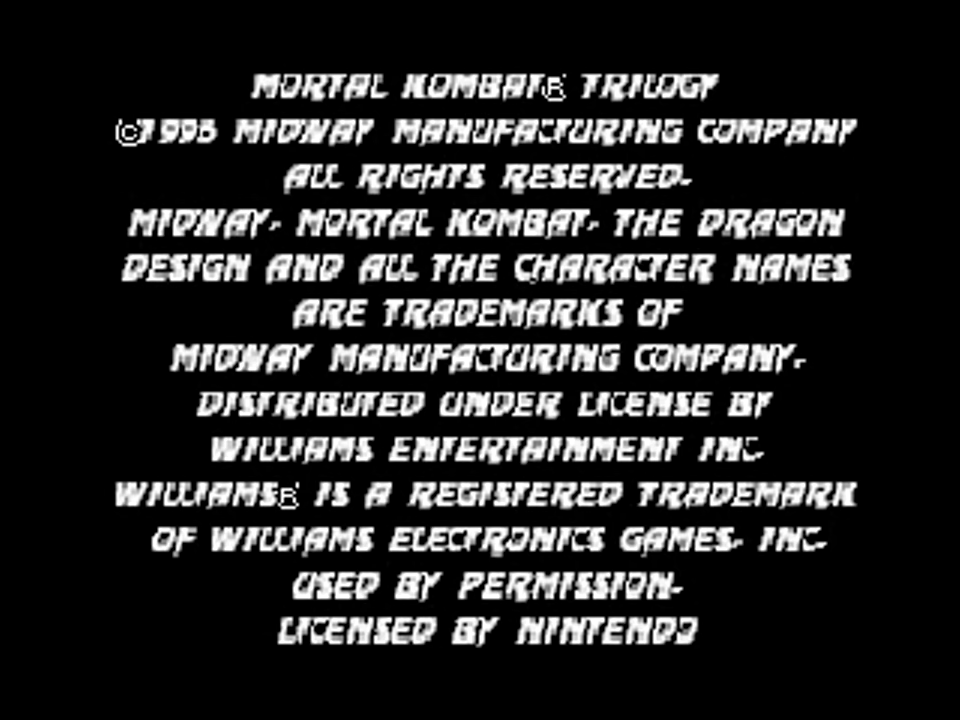 MORTAL KOMBAT® TRILOGY
©1996 MIDWAY MANUFACTURING COMPANY
ALL RIGHTS RESERVED.
MIDWAY, MORTAL KOMBAT, THE DRAGON
DESIGN AND ALL THE CHARACTER NAMES
ARE TRADEMARKS OF
MIDWAY MANUFACTURING COMPANY.
DISTRIBUTED UNDER LICENSE BY
WILLIAMS ENTERTAINMENT INC.
WILLIAMS® IS A REGISTERED TRADEMARK
OF WILLIAMS ELECTRONICS GAMES, INC.
USED BY PERMISSION.
LICENSED BY NINTENDO